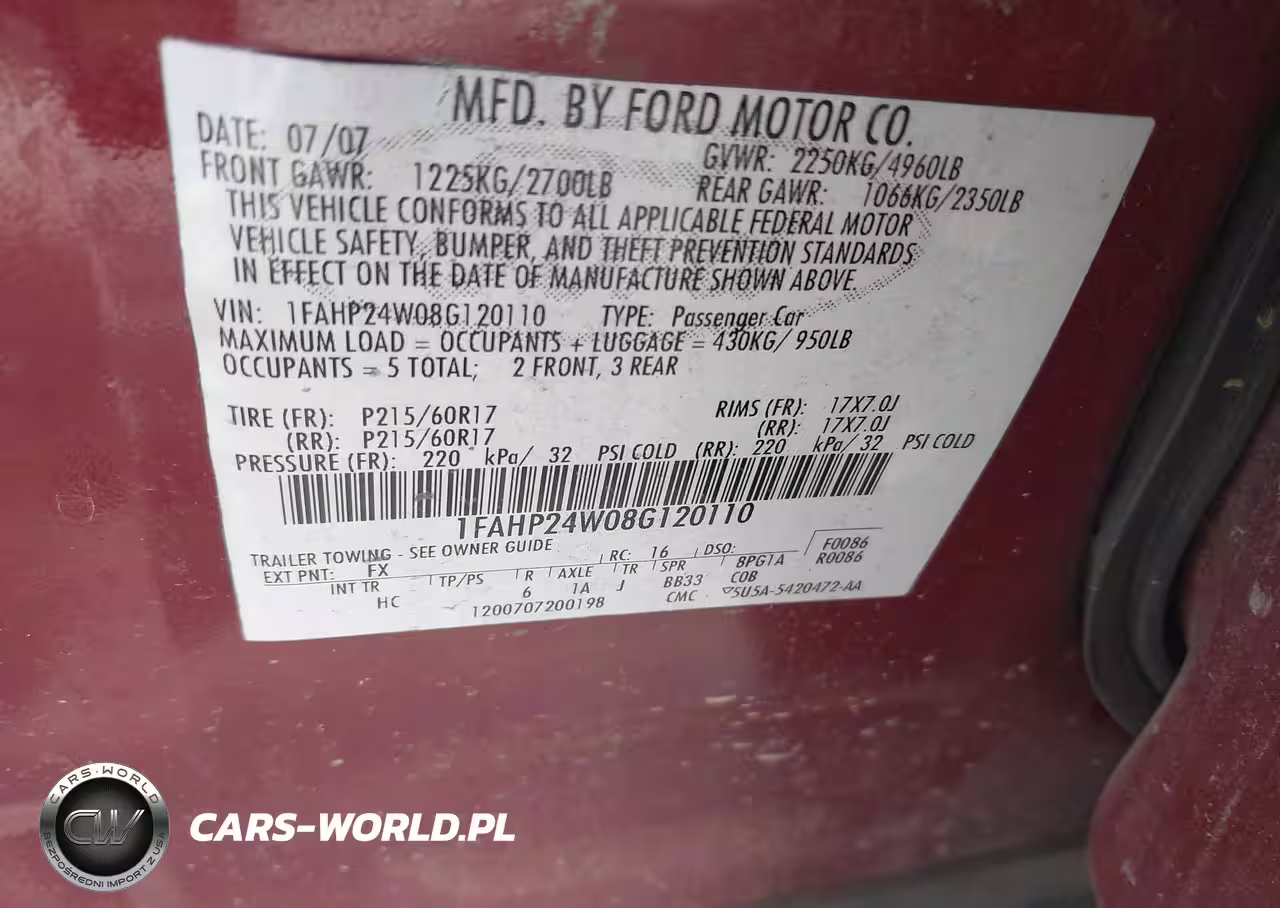 MFD. BY FORD MOTOR CO.
DATE: 07/07 GVWR: 2250KG/4960LB
FRONT GAWR: 1225KG/2700LB REAR GAWR: 1066KG/2350LB
THIS VEHICLE CONFORMS TO ALL APPLICABLE FEDERAL MOTOR
VEHICLE SAFETY, BUMPER, AND THEFT PREVENTION STANDARDS
IN EFFECT ON THE DATE OF MANUFACTURE SHOWN ABOVE.
VIN: 1FAHP24W08G120110 TYPE: Passenger Car
MAXIMUM LOAD = OCCUPANTS + LUGGAGE = 430KG/ 950LB
OCCUPANTS = 5 TOTAL; 2 FRONT, 3 REAR
TIRE (FR): P215/60R17 RIMS (FR): 17X7.0J
(RR): P215/60R17 (RR): 17X7.0J
PRESSURE (FR): 220 kPa/ 32 PSI COLD (RR): 220 kPa/ 32 PSI COLD
1FAHP24W08G120110
TRAILER TOWING - SEE OWNER GUIDE
EXT PNT: FX RC: 16 DSO: F0086
R0086
INT TR TP/PS R AXLE TR SPR 8PG1A
HC 6 1A J BB33 COB
1200707200198 CMC ▽5U5A-5420472-AA
CARS-WORLD
CW
BEZPOŚREDNI IMPORT Z USA
CARS-WORLD.PL